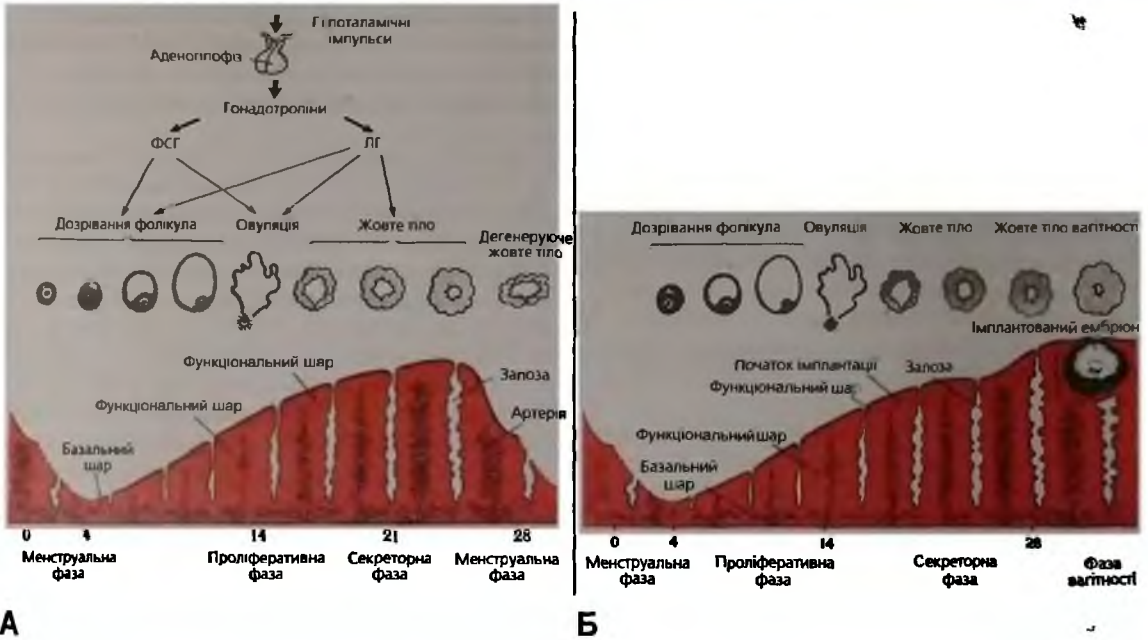 Гіпоталамічні
імпульси
Аденогіпофіз
Гонадотропіни
ФСГ
ЛГ
Дозрівання фолікула
Овуляція
Жовте тіло
Дегенеруюче
жовте тіло
Функціональний шар
Залоза
Функціональний шар
Артерія
Базальний
шар
0
4
14
21
28
Менструальна
фаза
Проліферативна
фаза
Секреторна
фаза
Менструальна
фаза
А
Дозрівання фолікула
Овуляція
Жовте тіло
Жовте тіло вагітності
Імплантований ембріон
Початок імплантації
Залоза
Функціональний шар
Функціональний шар
Базальний
шар
0
4
14
28
Менструальна
фаза
Проліферативна
фаза
Секреторна
фаза
Фаза
вагітності
Б